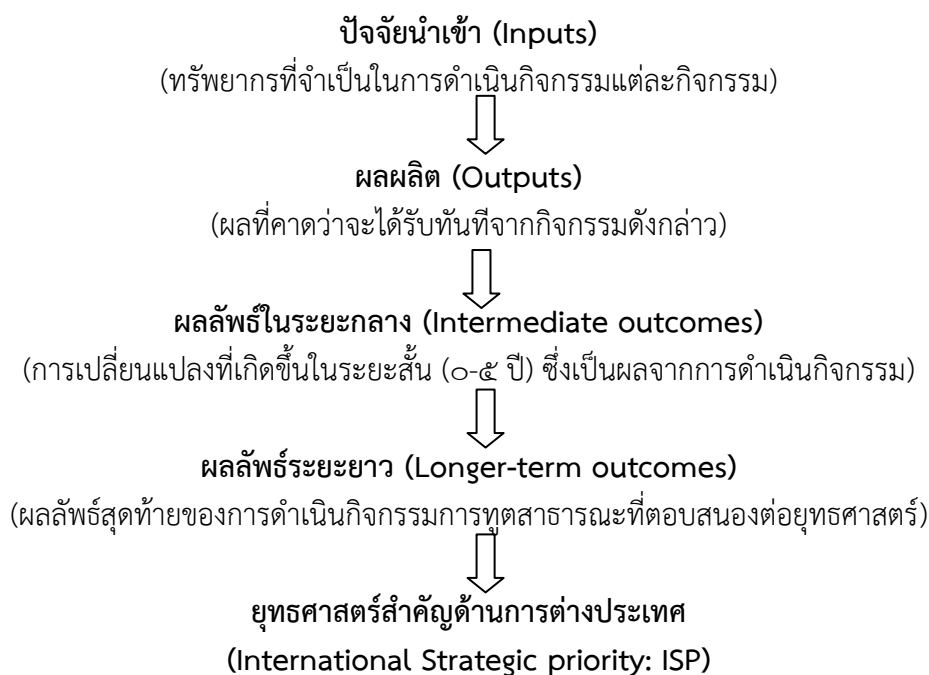 ปัจจัยนำเข้า (Inputs)
(ทรัพยากรที่จำเป็นในการดำเนินกิจกรรมแต่ละกิจกรรม)
ผลผลิต (Outputs)
(ผลที่คาดว่าจะได้รับทันทีจากกิจกรรมดังกล่าว)
ผลลัพธ์ในระยะกลาง (Intermediate outcomes)
(การเปลี่ยนแปลงที่เกิดขึ้นในระยะสั้น (๐-๕ ปี) ซึ่งเป็นผลจากการดำเนินกิจกรรม)
ผลลัพธ์ระยะยาว (Longer-term outcomes)
(ผลลัพธ์สุดท้ายของการดำเนินกิจกรรมการทูตสาธารณะที่ตอบสนองต่อยุทธศาสตร์)
ยุทธศาสตร์สำคัญด้านการต่างประเทศ
(International Strategic priority: ISP)